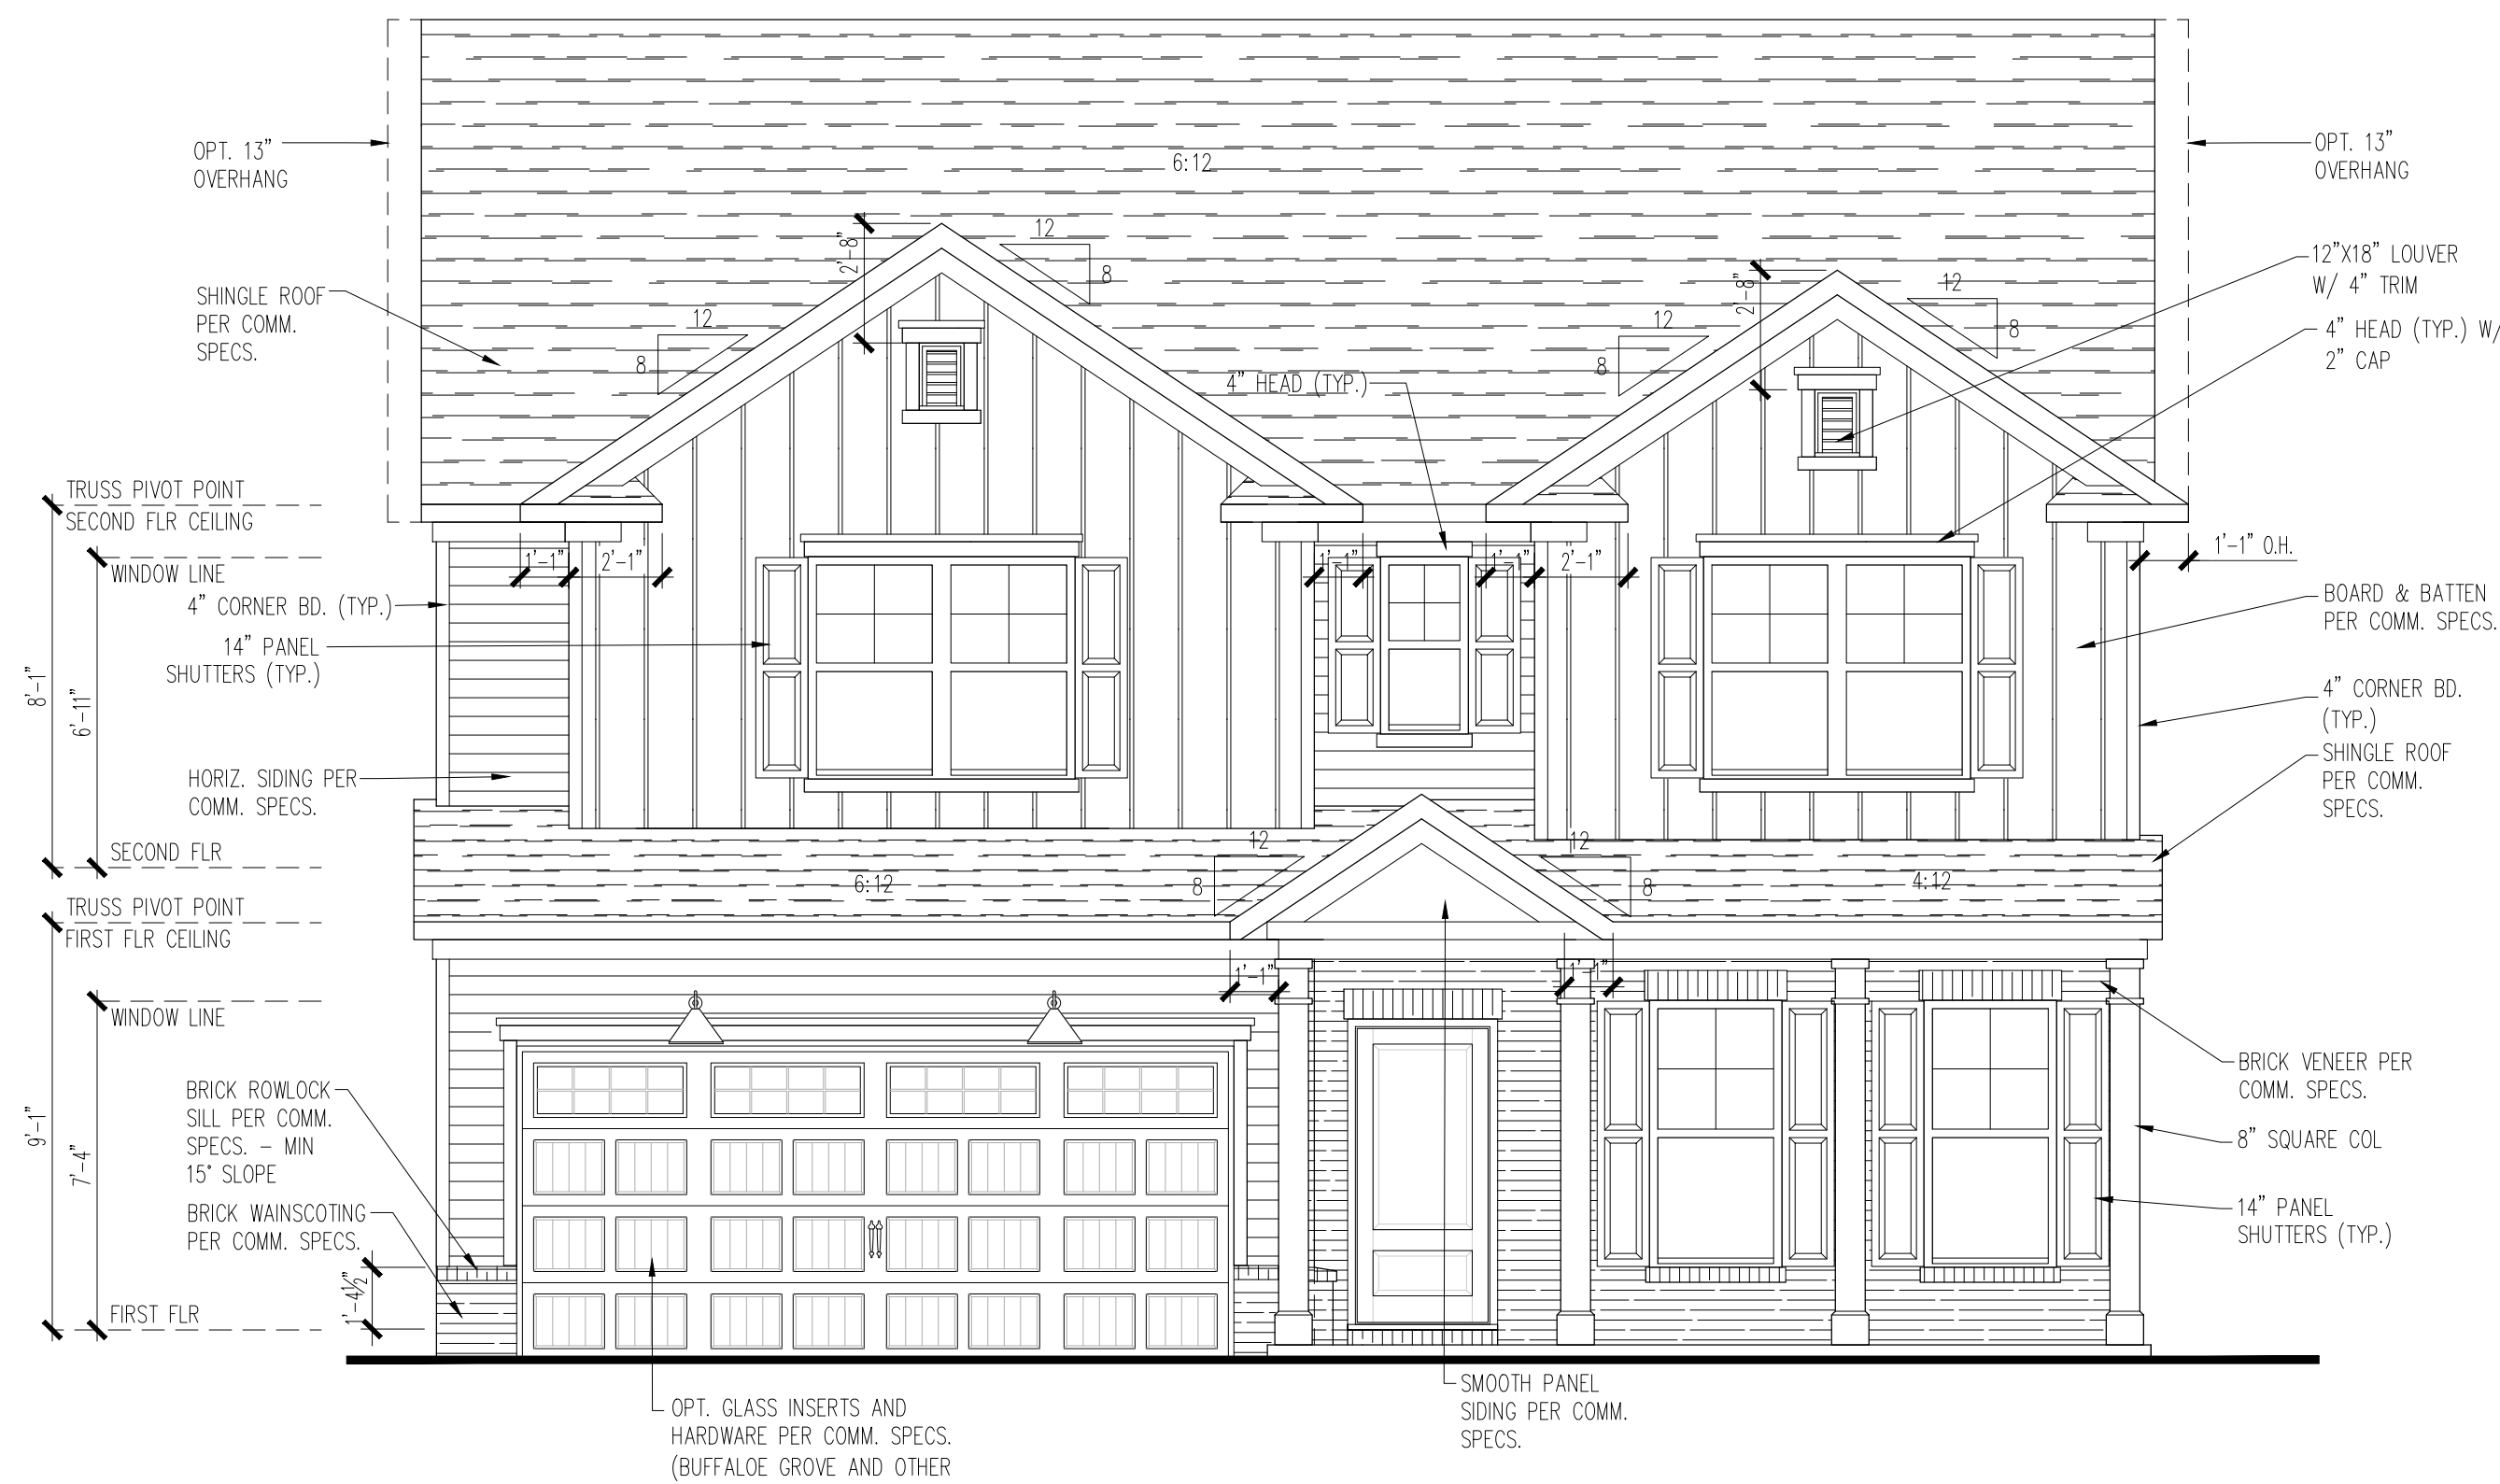 OPT. 13"
OVERHANG
OPT. 13"
OVERHANG
6:12
12
8
2'-8"
12
8
SHINGLE ROOF
PER COMM.
SPECS.
12"X18" LOUVER
W/ 4" TRIM
2'-8"
12
8
12
8
4" HEAD (TYP.) W/
2" CAP
4" HEAD (TYP.)
TRUSS PIVOT POINT
SECOND FLR CEILING
WINDOW LINE
1'-1"
2'-1"
1'-1"
1'-1"
2'-1"
1'-1" O.H.
4" CORNER BD. (TYP.)
14" PANEL
SHUTTERS (TYP.)
BOARD & BATTEN
PER COMM. SPECS.
8'-1"
6'-11"
4" CORNER BD.
(TYP.)
HORIZ. SIDING PER
COMM. SPECS.
SHINGLE ROOF
PER COMM.
SPECS.
SECOND FLR
12
8
12
8
6:12
4:12
TRUSS PIVOT POINT
FIRST FLR CEILING
1'-1"
1'-1"
WINDOW LINE
BRICK VENEER PER
COMM. SPECS.
9'-1"
7'-4"
BRICK ROWLOCK
SILL PER COMM.
SPECS. - MIN
15° SLOPE
8" SQUARE COL
BRICK WAINSCOTING
PER COMM. SPECS.
14" PANEL
SHUTTERS (TYP.)
1'-4½"
FIRST FLR
OPT. GLASS INSERTS AND
HARDWARE PER COMM. SPECS.
(BUFFALOE GROVE AND OTHER
SMOOTH PANEL
SIDING PER COMM.
SPECS.